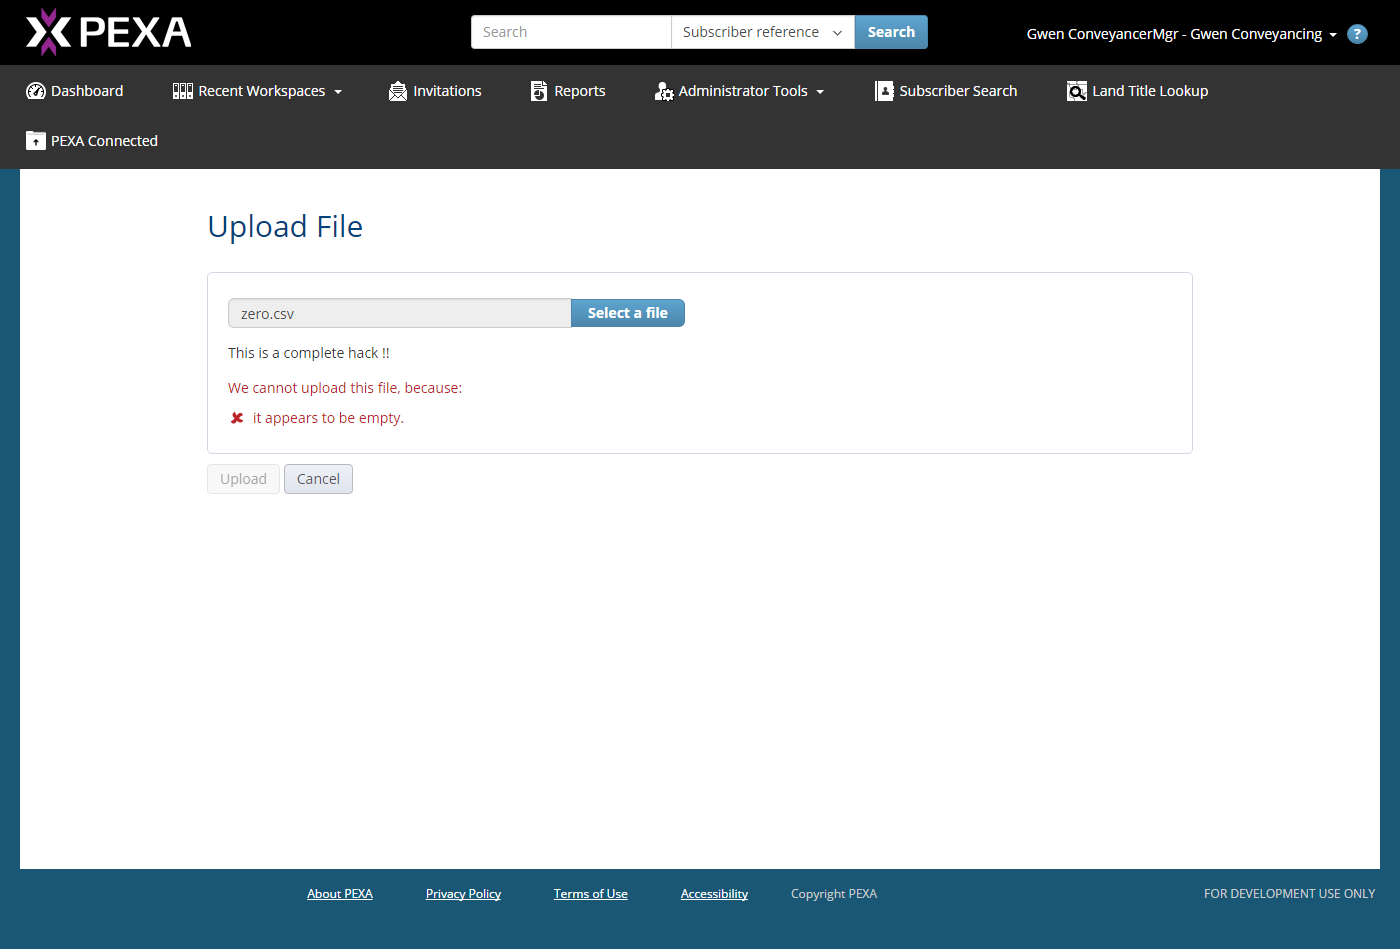 PEXA
Search Subscriber reference Search
Gwen ConveyancerMgr - Gwen Conveyancing ?
Dashboard Recent Workspaces Invitations Reports Administrator Tools Subscriber Search Land Title Lookup
PEXA Connected
Upload File
zero.csv Select a file
This is a complete hack !!
We cannot upload this file, because:
it appears to be empty.
Upload Cancel
About PEXA Privacy Policy Terms of Use Accessibility Copyright PEXA FOR DEVELOPMENT USE ONLY